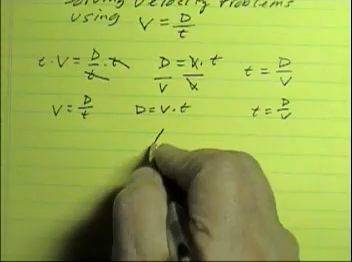 Solving Velocity Problems
using V = D/t
t · V = D/t · t   D/V = V · t/V   t = D/V
V = D/t   D = V · t   t = D/V